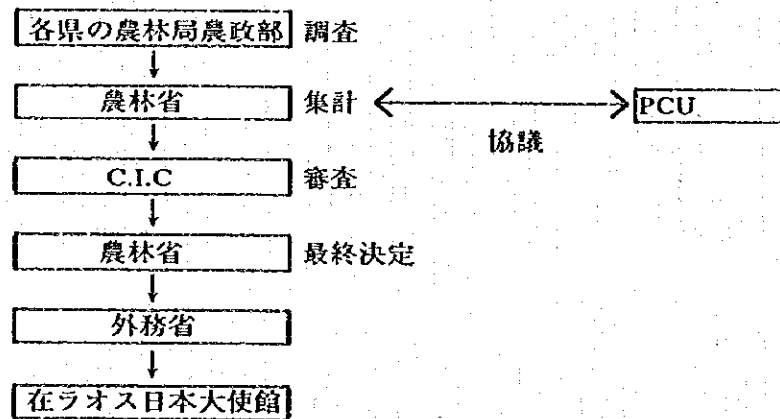 各県の農林局農政部 調査
農林省 集計 PCU
協議
C.I.C 審査
農林省 最終決定
外務省
在ラオス日本大使館